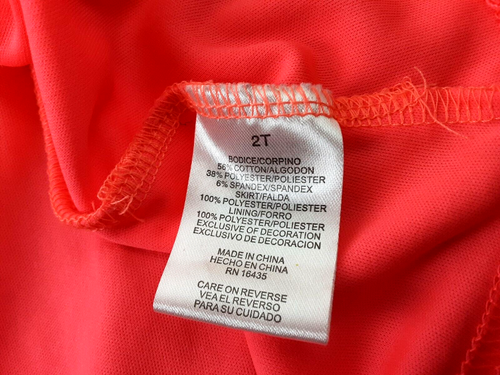 2T
BODICE/CORPINO
56% COTTON/ALGODON
38% POLYESTER/POLIESTER
6% SPANDEX/SPANDEX
SKIRT/FALDA
100% POLYESTER/POLIESTER
LINING/FORRO
100% POLYESTER/POLIESTER
EXCLUSIVE OF DECORATION
EXCLUSIVO DE DECORACION
MADE IN CHINA
HECHO EN CHINA
RN 16435
CARE ON REVERSE
VEA EL REVERSO
PARA SU CUIDADO